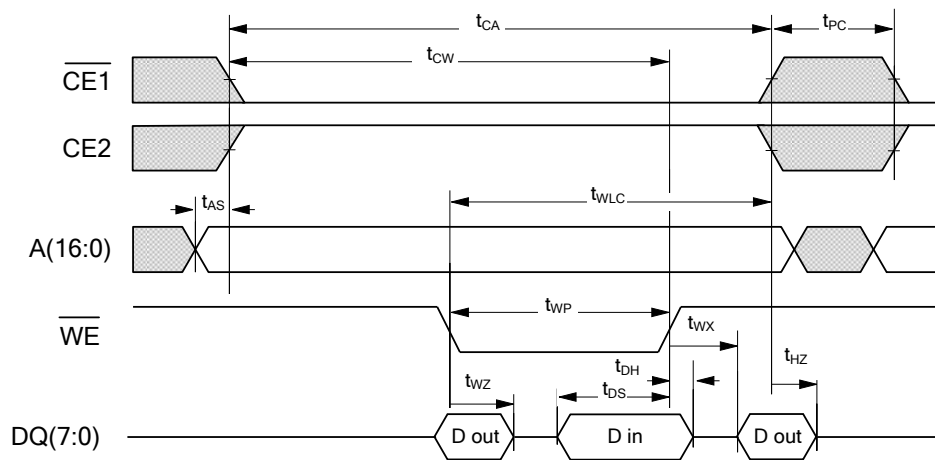 tCA
tPC
tCW
CE1
CE2
tAS
tWLC
A(16:0)
tWP
WE
tWX
tDH
tHZ
tWZ
tDS
DQ(7:0)
D out
D in
D out